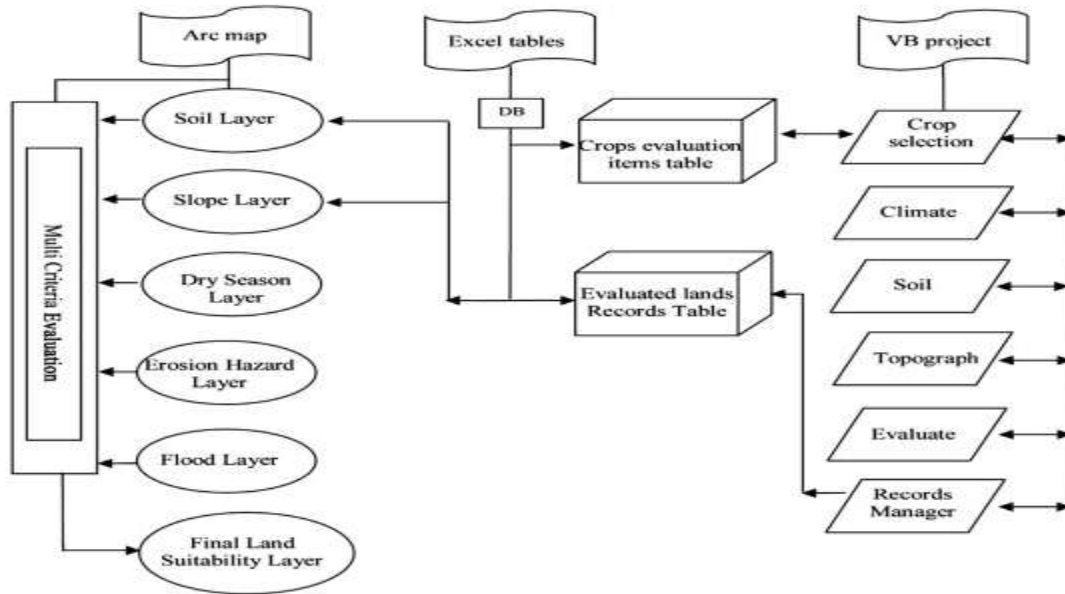 Arc map
Excel tables
VB project
Soil Layer
DB
Crops evaluation
items table
Crop
selection
Slope Layer
Climate
Multi Criteria Evaluation
Dry Season
Layer
Evaluated lands
Records Table
Soil
Erosion Hazard
Layer
Topograph
Flood Layer
Evaluate
Records
Manager
Final Land
Suitability Layer